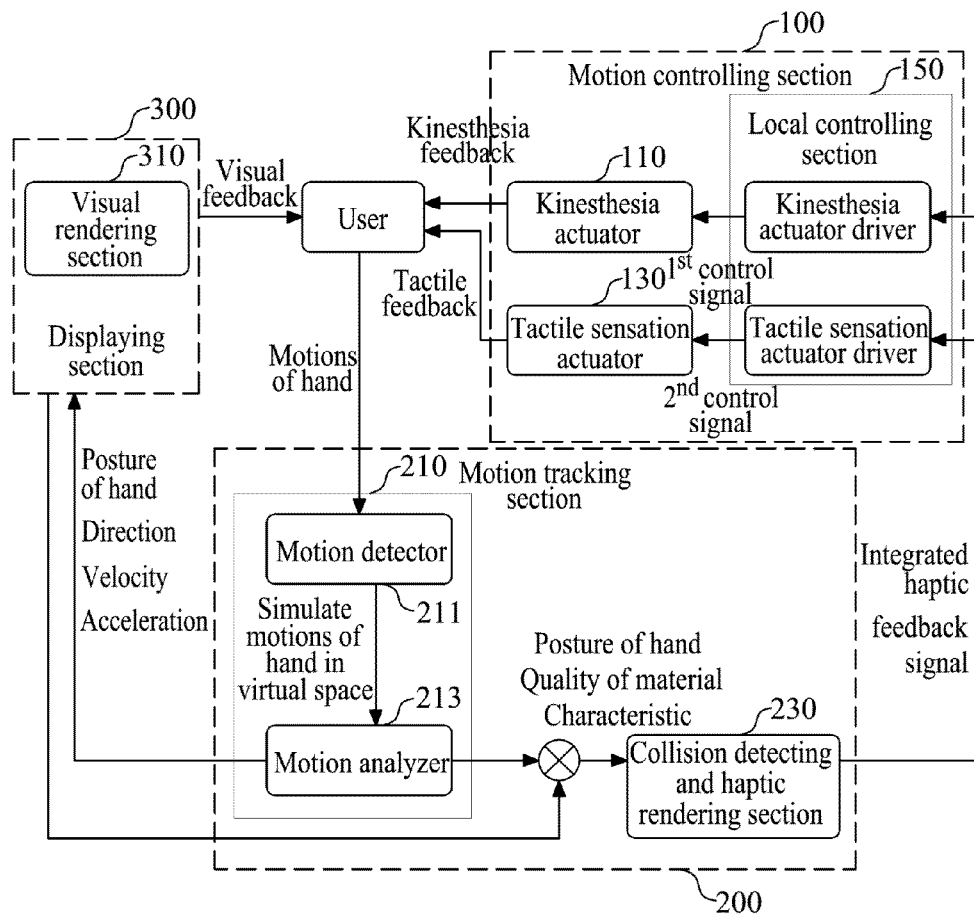 100
Motion controlling section
150
Local controlling
section
300
310
Visual
rendering
section
Displaying
section
Visual
feedback
User
Kinesthesia
feedback
110
Kinesthesia
actuator
Kinesthesia
actuator driver
1st control
signal
Tactile
feedback
130
Tactile sensation
actuator
Tactile sensation
actuator driver
2nd control
signal
Motions
of hand
Posture
of hand
Direction
Velocity
Acceleration
210
Motion tracking
section
Motion detector
211
Simulate
motions of
hand in
virtual space
213
Motion analyzer
Posture of hand
Quality of material
Characteristic
230
Collision detecting
and haptic
rendering section
Integrated
haptic
feedback
signal
200